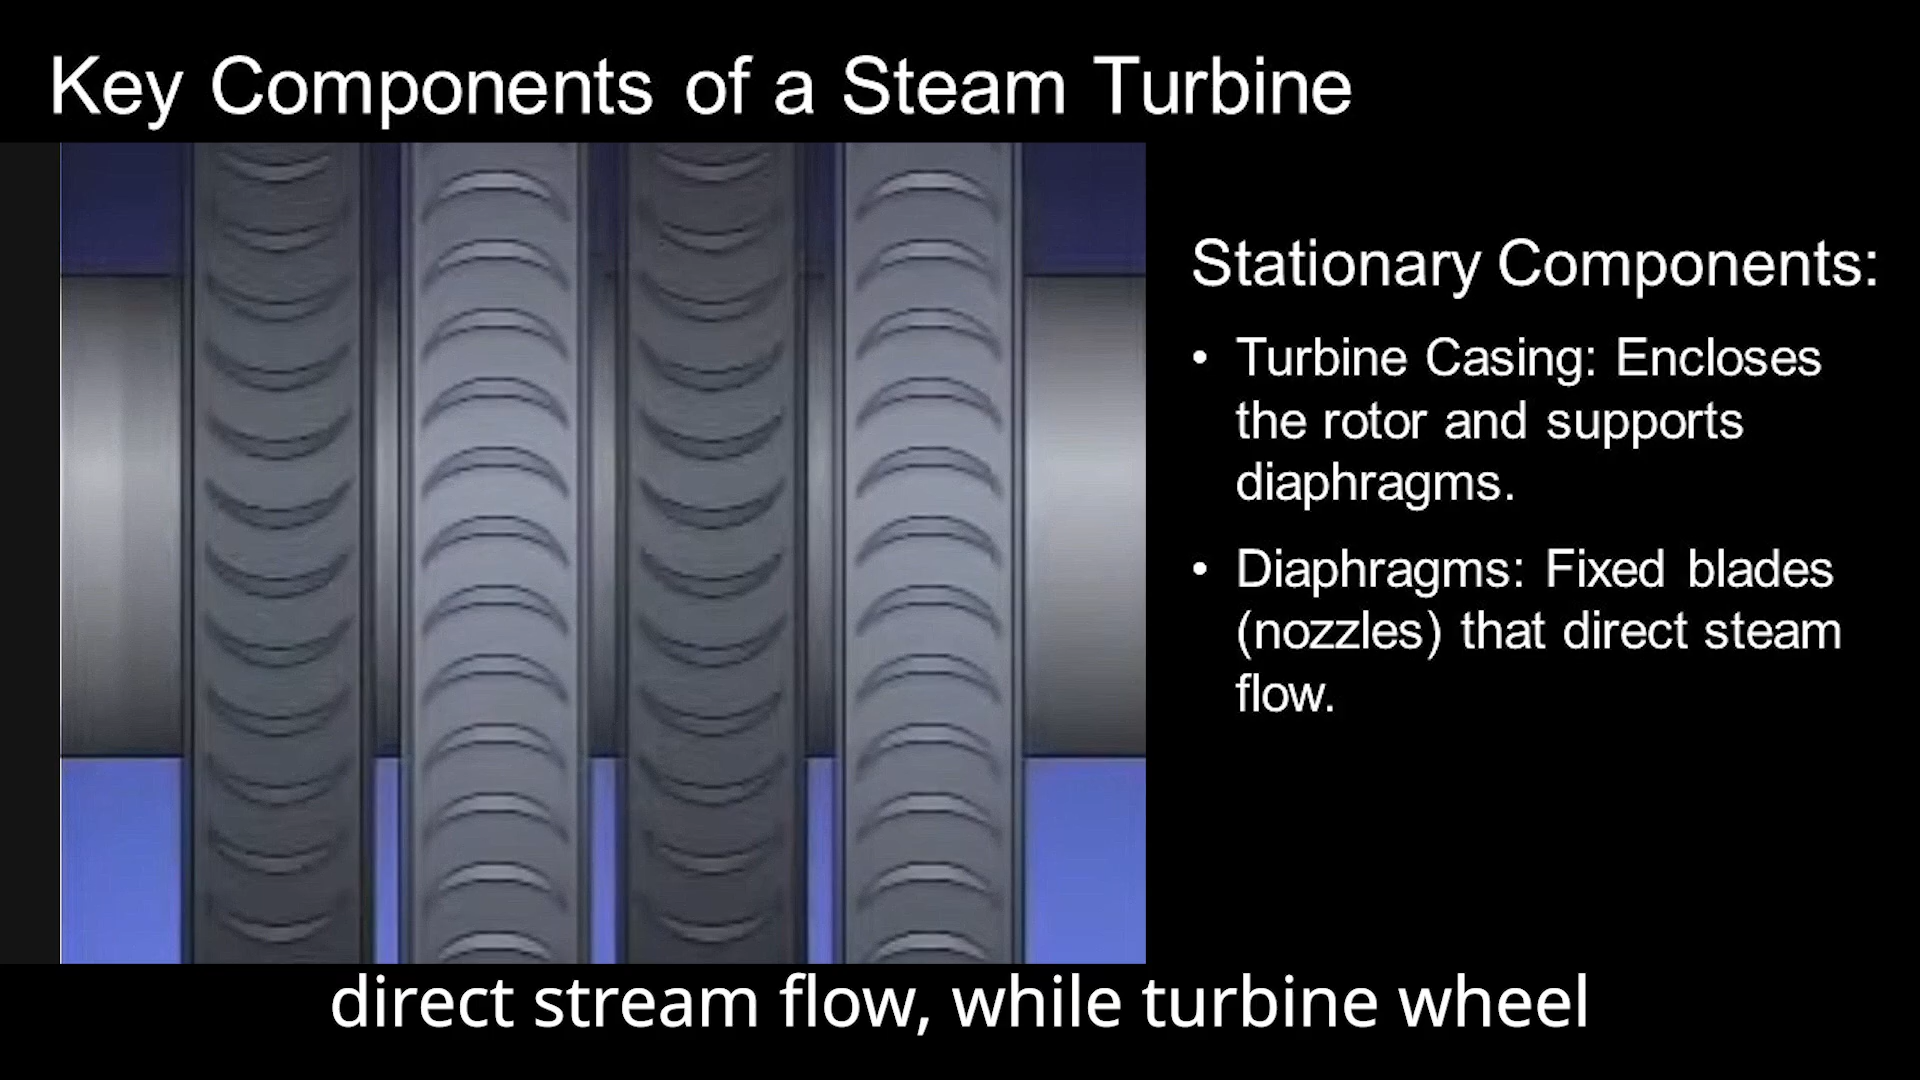 Key Components of a Steam Turbine
Stationary Components:
• Turbine Casing: Encloses
the rotor and supports
diaphragms.
• Diaphragms: Fixed blades
(nozzles) that direct steam
flow.
direct stream flow, while turbine wheel